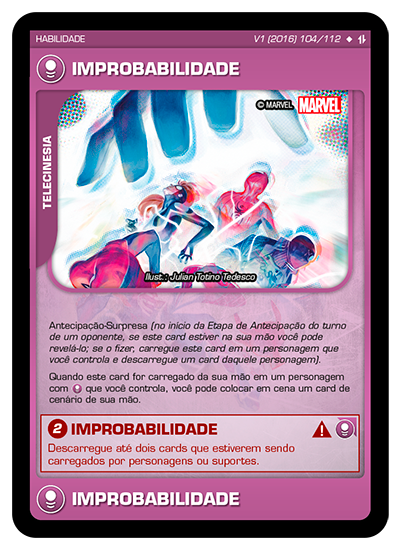 HABILIDADE
V1 (2016) 104/112
IMPROBABILIDADE
© MARVEL MARVEL
TELECINESIA
Ilust.: Julian Totino Tedesco
Antecipação-Surpresa (no início da Etapa de Antecipação do turno
de um oponente, se este card estiver na sua mão você pode
revelá-lo; se o fizer, carregue este card em um personagem que
você controla e descarregue um card daquele personagem).
Quando este card for carregado da sua mão em um personagem
com que você controla, você pode colocar em cena um card de
cenário de sua mão.
2 IMPROBABILIDADE
Descarregue até dois cards que estiverem sendo
carregados por personagens ou suportes.
IMPROBABILIDADE